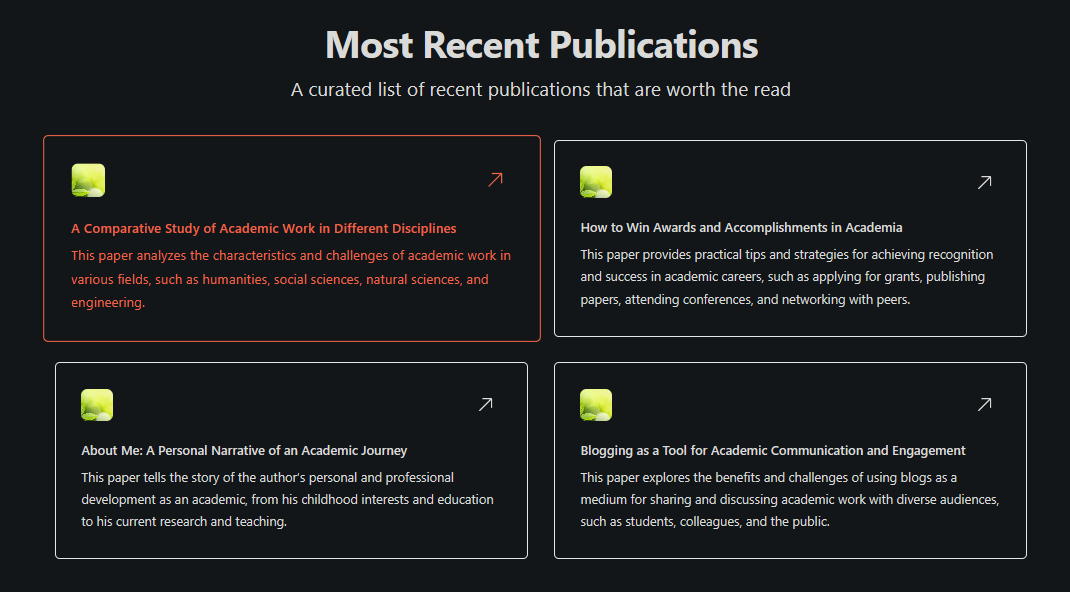 Most Recent Publications
A curated list of recent publications that are worth the read
A Comparative Study of Academic Work in Different Disciplines
This paper analyzes the characteristics and challenges of academic work in
various fields, such as humanities, social sciences, natural sciences, and
engineering.
How to Win Awards and Accomplishments in Academia
This paper provides practical tips and strategies for achieving recognition
and success in academic careers, such as applying for grants, publishing
papers, attending conferences, and networking with peers.
About Me: A Personal Narrative of an Academic Journey
This paper tells the story of the author's personal and professional
development as an academic, from his childhood interests and education
to his current research and teaching.
Blogging as a Tool for Academic Communication and Engagement
This paper explores the benefits and challenges of using blogs as a
medium for sharing and discussing academic work with diverse audiences,
such as students, colleagues, and the public.